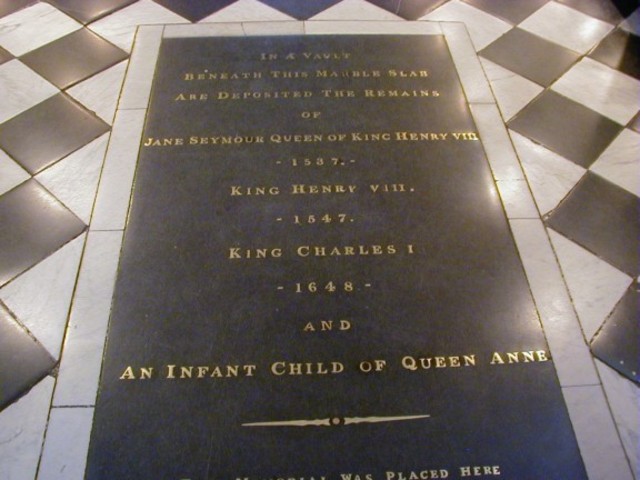 IN A VAULT
BENEATH THIS MARBLE SLAB
ARE DEPOSITED THE REMAINS
OF
JANE SEYMOUR QUEEN OF KING HENRY VIII
- 1537. -
KING HENRY VIII.
- 1547.
KING CHARLES I
- 1648 -
AND
AN INFANT CHILD OF QUEEN ANNE.
MEMORIAL WAS PLACED HERE